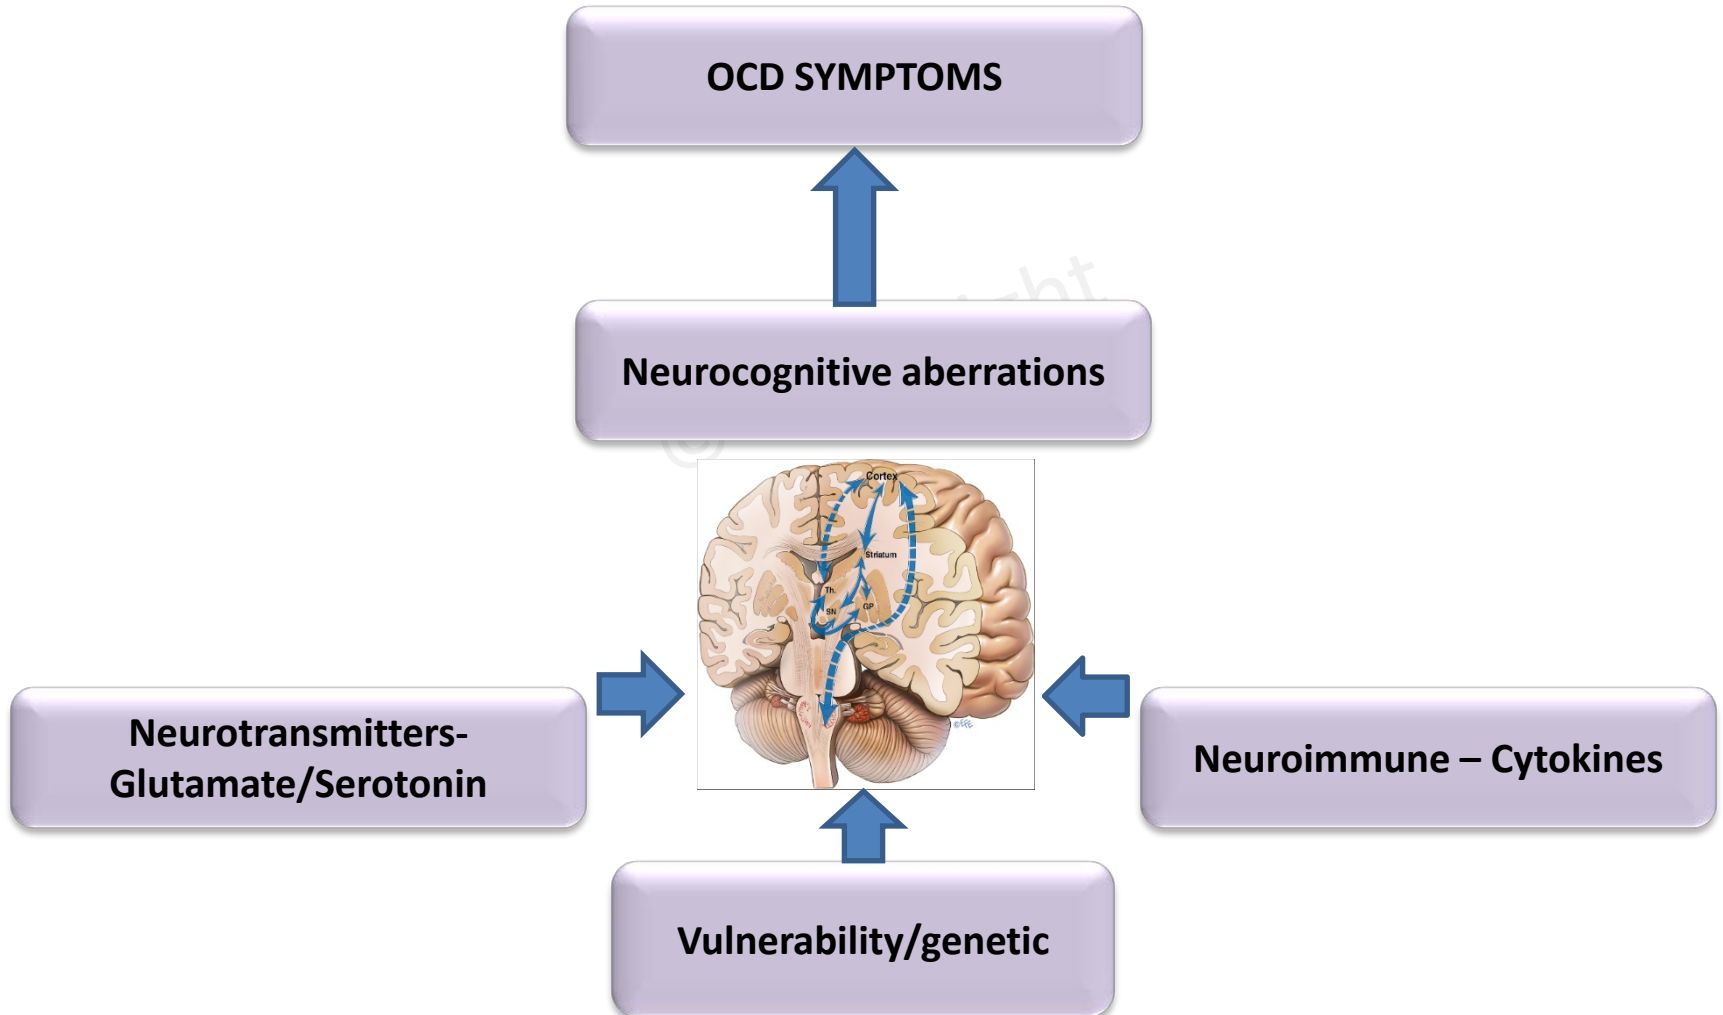 OCD SYMPTOMS
Neurocognitive aberrations
Cortex
Striatum
Th.
SN
GP
Neurotransmitters-
Glutamate/Serotonin
Neuroimmune – Cytokines
Vulnerability/genetic